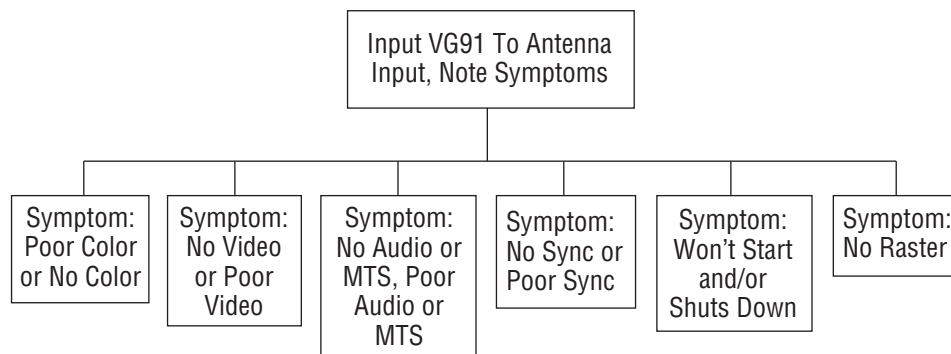 Input VG91 To Antenna
Input, Note Symptoms
Symptom:
Poor Color
or No Color
Symptom:
No Video
or Poor
Video
Symptom:
No Audio or
MTS, Poor
Audio or
MTS
Symptom:
No Sync or
Poor Sync
Symptom:
Won't Start
and/or
Shuts Down
Symptom:
No Raster